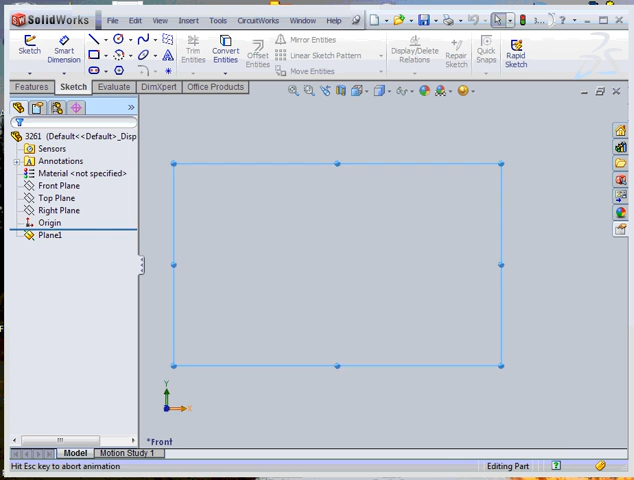 SolidWorks File Edit View Insert Tools CircuitWorks Window Help 3...
Sketch Smart Dimension Trim Entities Convert Entities Offset Entities Mirror Entities Linear Sketch Pattern Move Entities Display/Delete Relations Repair Sketch Quick Snaps Rapid Sketch
Features Sketch Evaluate DimXpert Office Products
3261 (Default<<Default>_Disp
Sensors
Annotations
Material <not specified>
Front Plane
Top Plane
Right Plane
Origin
Plane1
Y
X
*Front
Model Motion Study 1
Hit Esc key to abort animation Editing Part